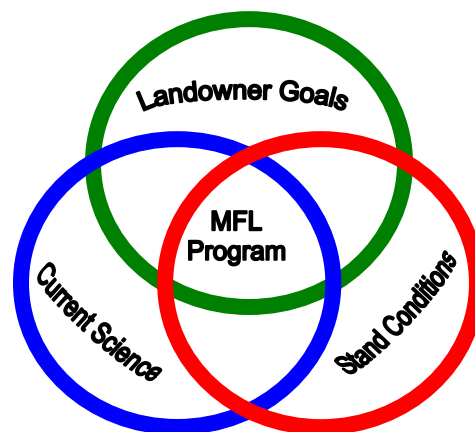 Landowner Goals
MFL
Program
Current Science
Stand Conditions